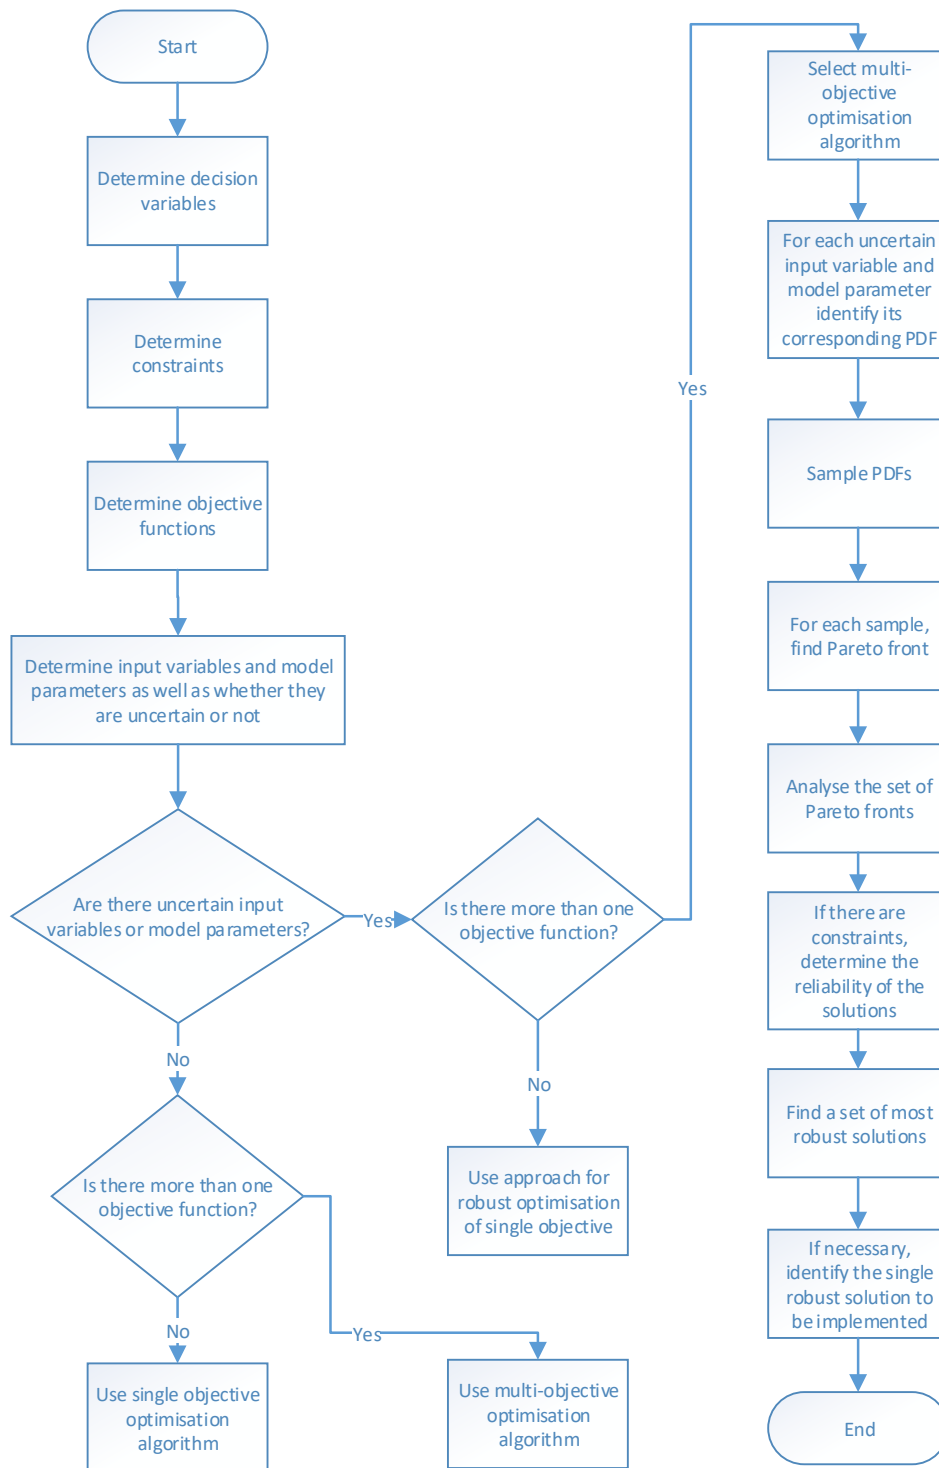 Start
Determine decision
variables
Determine
constraints
Determine objective
functions
Determine input variables and model
parameters as well as whether they
are uncertain or not
Are there uncertain input
variables or model parameters?
Yes
No
Is there more than one
objective function?
Yes
No
Use approach for
robust optimisation
of single objective
Is there more than one
objective function?
No
Yes
Use single objective
optimisation
algorithm
Use multi-objective
optimisation
algorithm
Select multi-
objective
optimisation
algorithm
For each uncertain
input variable and
model parameter
identify its
corresponding PDF
Sample PDFs
For each sample,
find Pareto front
Analyse the set of
Pareto fronts
If there are
constraints,
determine the
reliability of the
solutions
Find a set of most
robust solutions
If necessary,
identify the single
robust solution to
be implemented
End